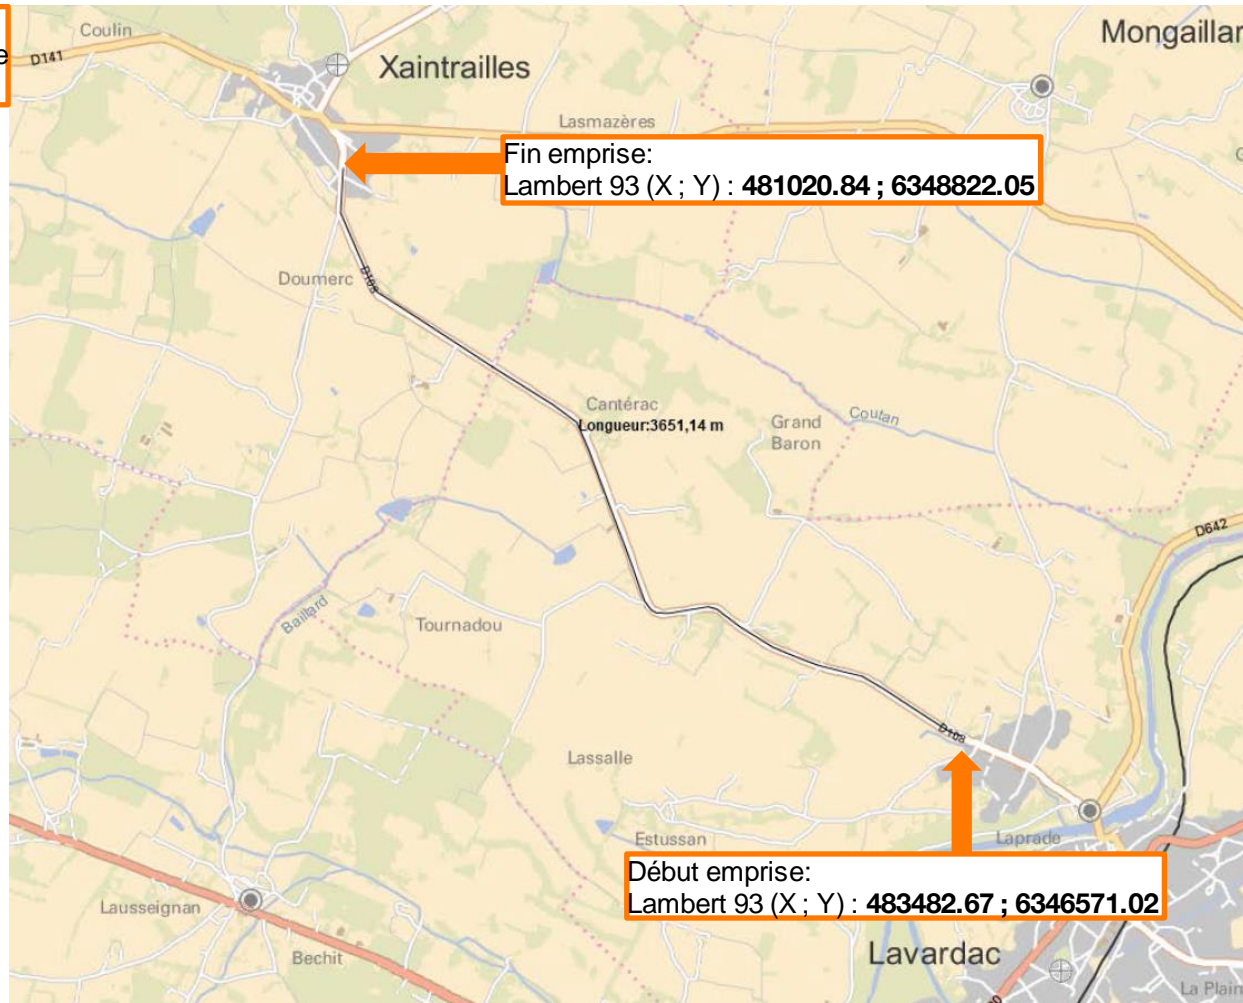 Coulin
Mongaillar
e
D141
Xaintrailles
Lasmazères
Fin emprise:
Lambert 93 (X ; Y) : 481020.84 ; 6348822.05
Doumerc
D108
Cantérac
Longueur:3651,14 m
Grand
Baron
Coutan
D642
Baillard
Tournadou
D108
Lassalle
Estussan
Laprade
Début emprise:
Lambert 93 (X ; Y) : 483482.67 ; 6346571.02
Lausseignan
Bechit
Lavardac
La Plain